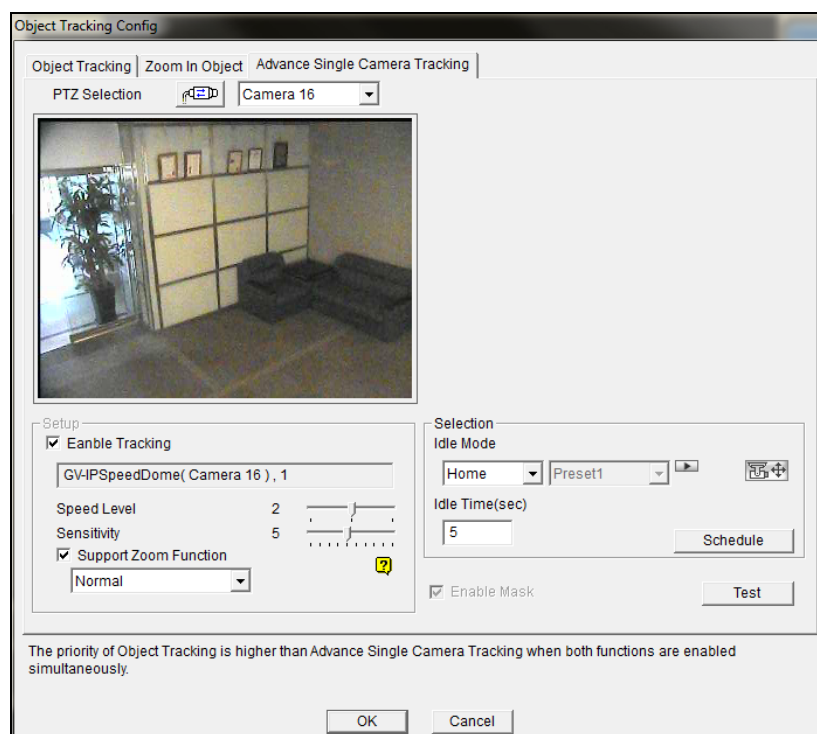 Object Tracking Config
Object Tracking
Zoom In Object
Advance Single Camera Tracking
PTZ Selection
Camera 16
Setup
Eanble Tracking
GV-IPSpeedDome( Camera 16 ) , 1
Speed Level 2
Sensitivity 5
Support Zoom Function
Normal
?
Selection
Idle Mode
Home
Preset1
Idle Time(sec)
5
Schedule
Enable Mask
Test
The priority of Object Tracking is higher than Advance Single Camera Tracking when both functions are enabled
simultaneously.
OK
Cancel